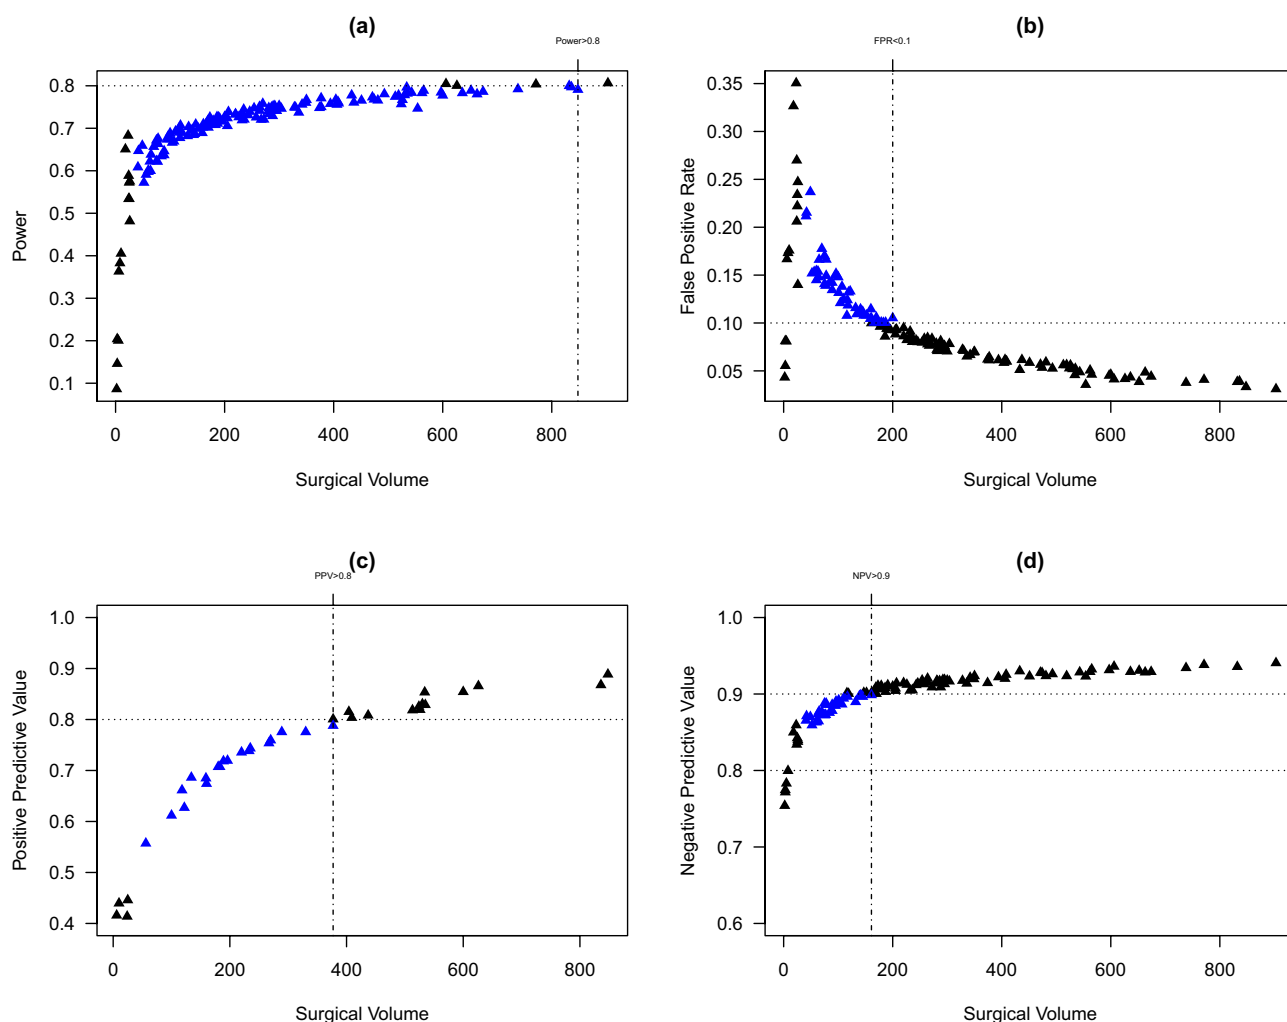 (a)
Power>0.8
Power
0.8
0.7
0.6
0.5
0.4
0.3
0.2
0.1
0 200 400 600 800
Surgical Volume
(b)
FPR<0.1
False Positive Rate
0.35
0.30
0.25
0.20
0.15
0.10
0.05
0 200 400 600 800
Surgical Volume
(c)
PPV>0.8
Positive Predictive Value
1.0
0.9
0.8
0.7
0.6
0.5
0.4
0 200 400 600 800
Surgical Volume
(d)
NPV>0.9
Negative Predictive Value
1.0
0.9
0.8
0.7
0.6
0 200 400 600 800
Surgical Volume